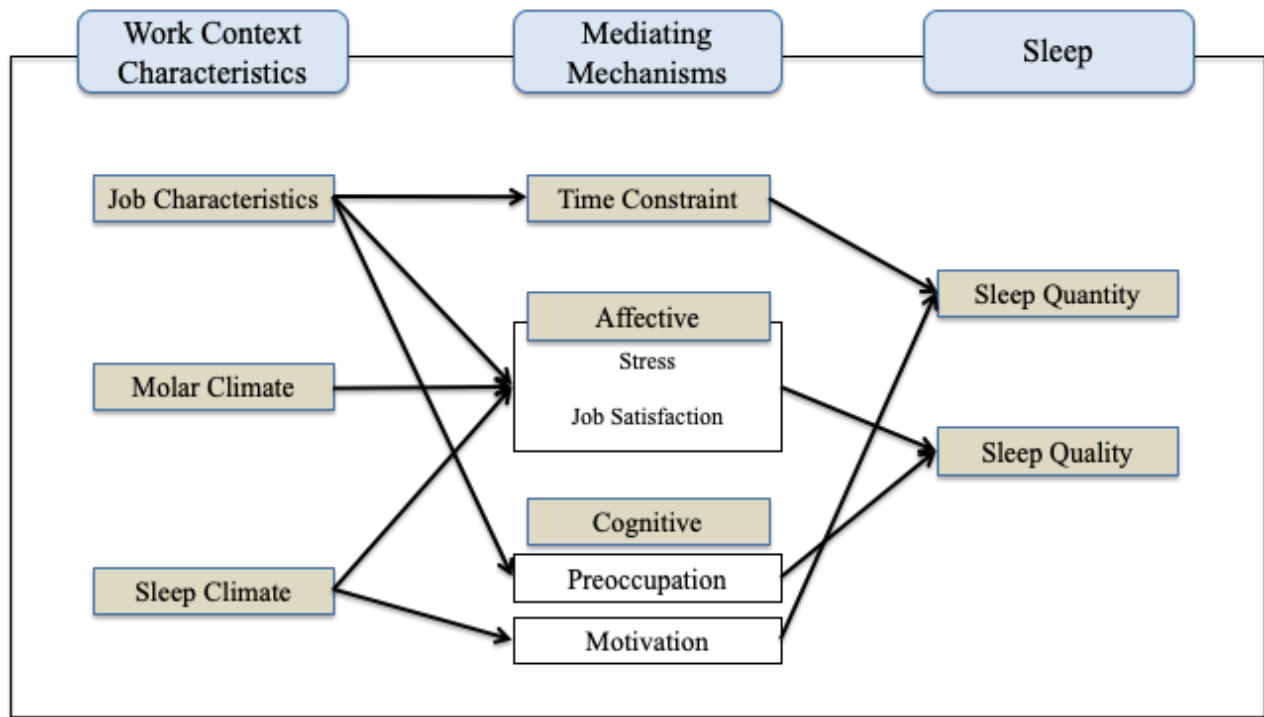 Work Context
Characteristics
Mediating
Mechanisms
Sleep
Job Characteristics
Time Constraint
Sleep Quantity
Affective
Stress
Molar Climate
Job Satisfaction
Sleep Quality
Cognitive
Sleep Climate
Preoccupation
Motivation